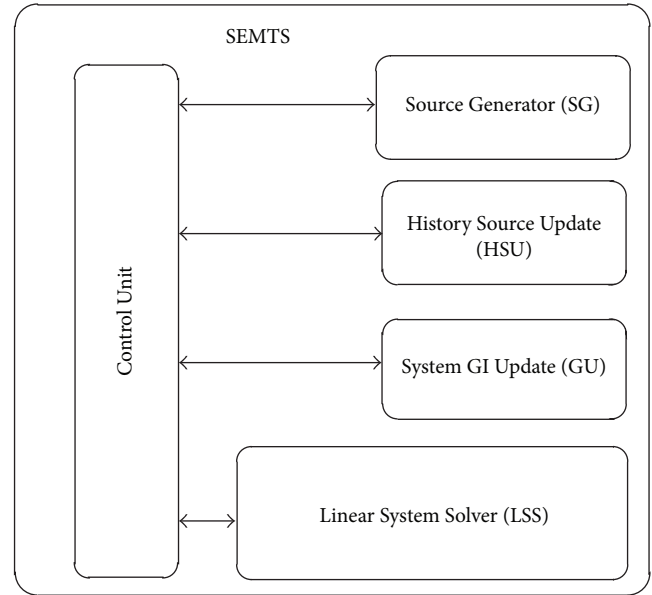 SEMTS
Control Unit
Source Generator (SG)
History Source Update
(HSU)
System GI Update (GU)
Linear System Solver (LSS)